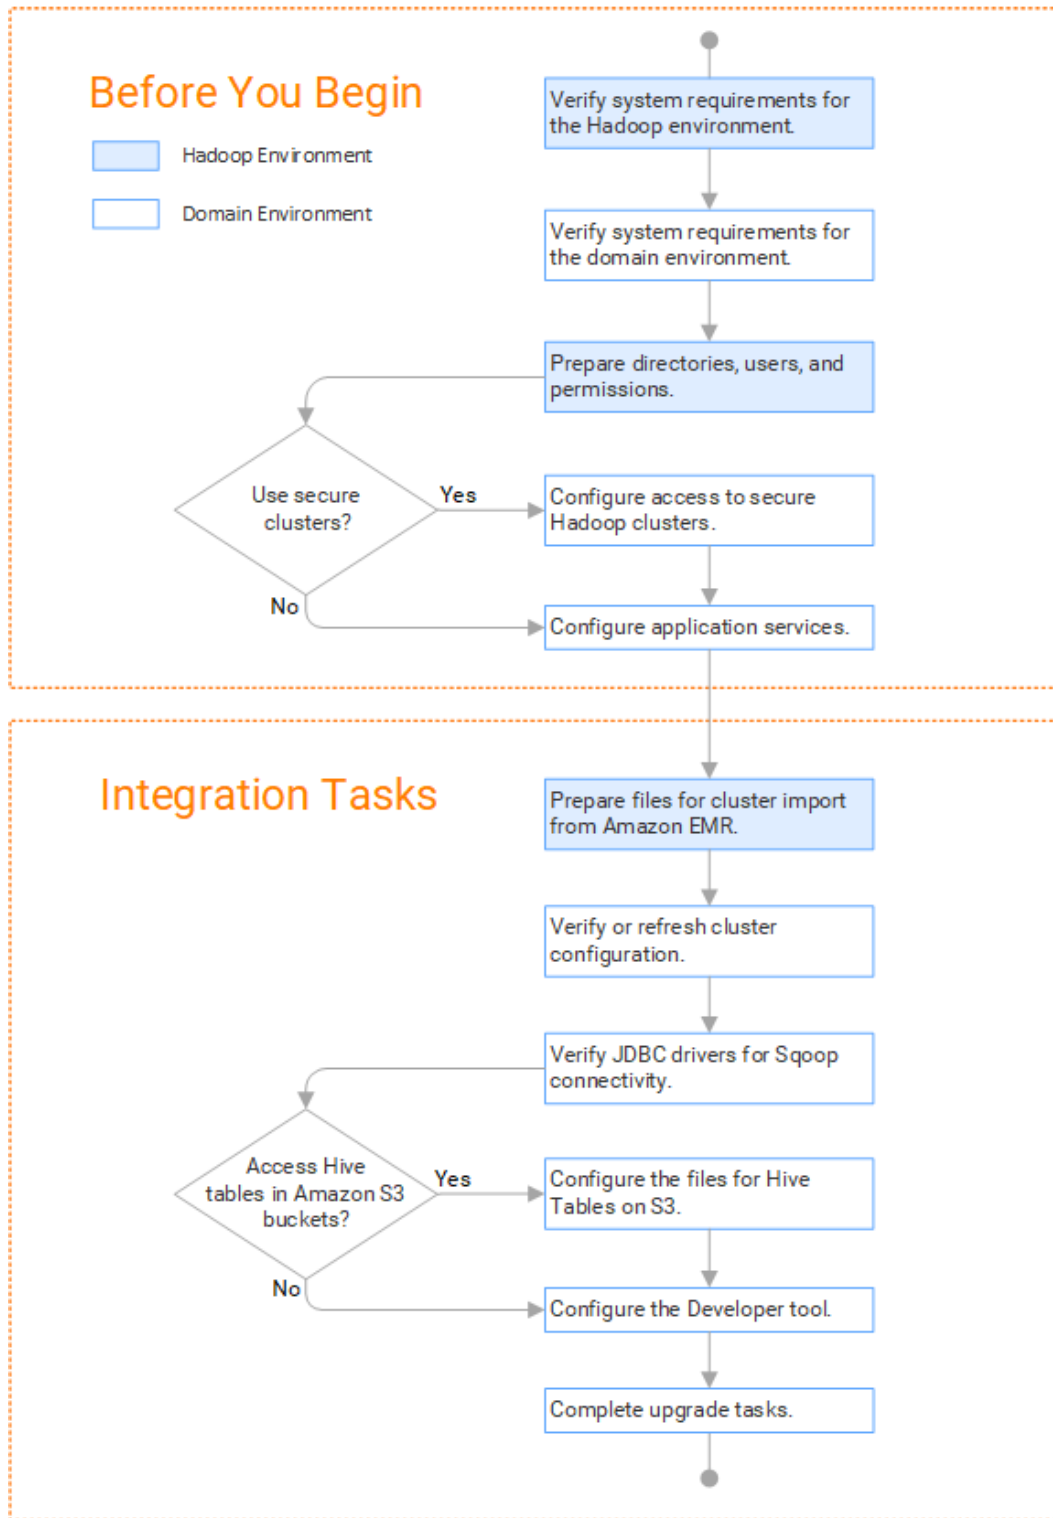 Before You Begin
Hadoop Environment
Domain Environment
Verify system requirements for
the Hadoop environment.
Verify system requirements for
the domain environment.
Prepare directories, users, and
permissions.
Use secure
clusters?
Yes
Configure access to secure
Hadoop clusters.
No
Configure application services.
Integration Tasks
Prepare files for cluster import
from Amazon EMR.
Verify or refresh cluster
configuration.
Verify JDBC drivers for Sqoop
connectivity.
Access Hive
tables in Amazon S3
buckets?
Yes
Configure the files for Hive
Tables on S3.
No
Configure the Developer tool.
Complete upgrade tasks.